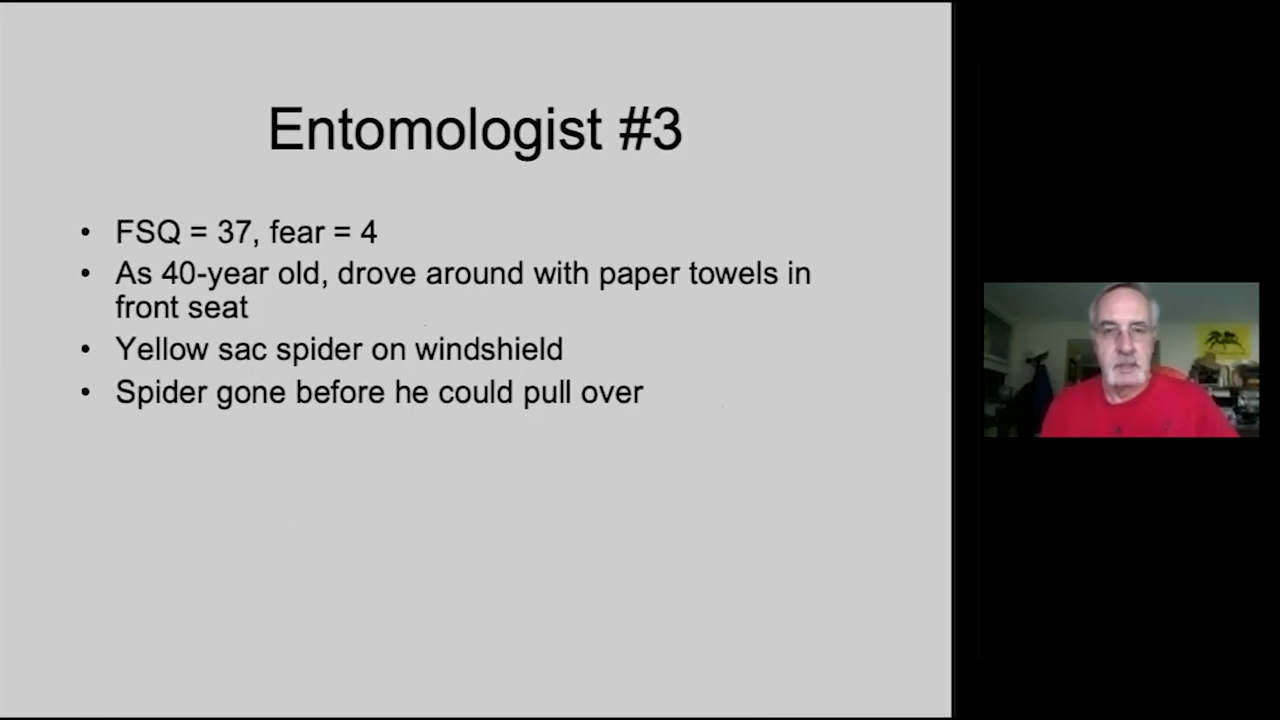 Entomologist #3
• FSQ = 37, fear = 4
• As 40-year old, drove around with paper towels in
front seat
• Yellow sac spider on windshield
• Spider gone before he could pull over